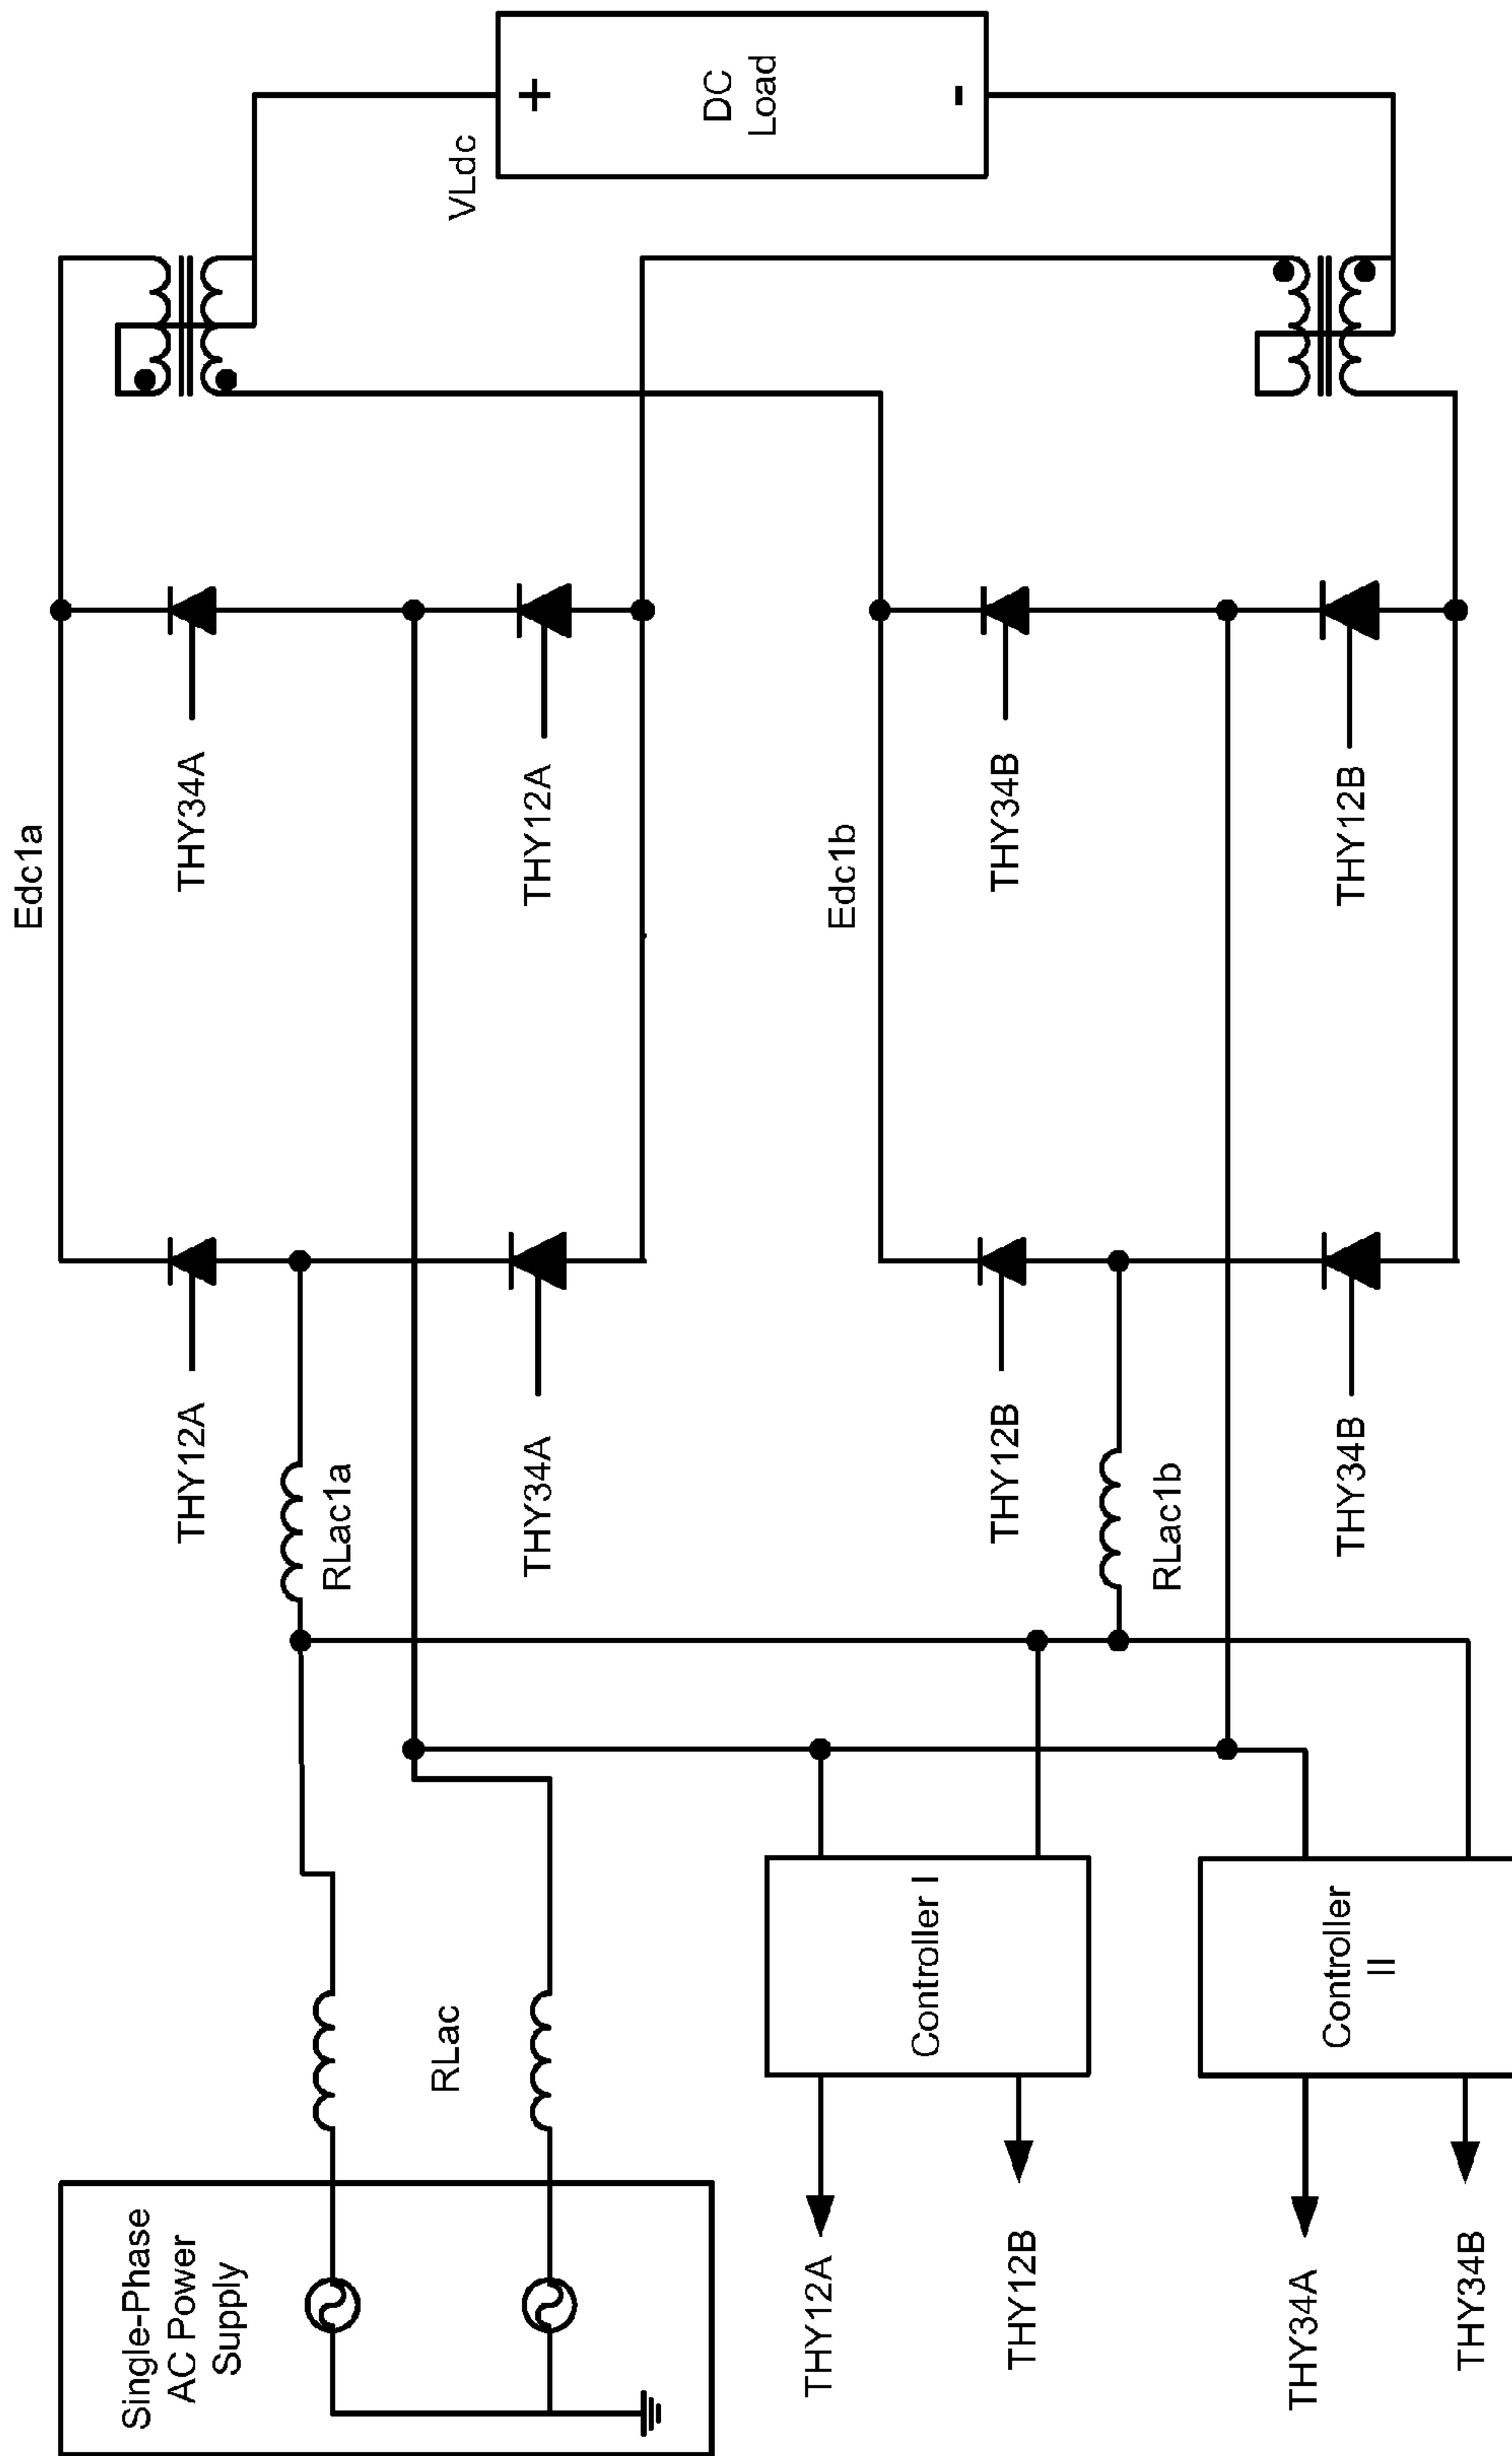 Single-Phase
AC Power
Supply
RLac
THY12A
THY12B
THY34A
THY34B
Controller I
Controller
II
RLac1a
RLac1b
THY12A
THY34A
THY12B
THY34B
Edc1a
THY34A
THY12A
Edc1b
THY34B
THY12B
VLdc
+
DC
Load
-